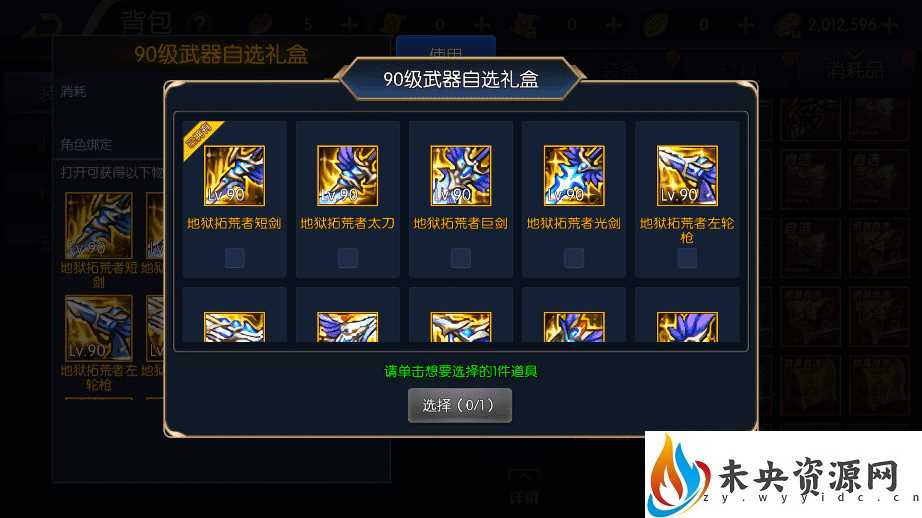 背包 ? 5 + 0 + 0 + 0 + 2,012,596 +
90级武器自选礼盒
使用
消耗品
消耗
角色绑定
打开可获得以下物
Lv.90
地狱拓荒者短剑
地狱
Lv.90
地狱拓荒者左轮枪
地狱
90级武器自选礼盒
Lv.90 Lv.90 Lv.90 Lv.90 Lv.90
地狱拓荒者短剑 地狱拓荒者太刀 地狱拓荒者巨剑 地狱拓荒者光剑 地狱拓荒者左轮枪
请单击想要选择的1件道具
选择（0/1）
详情
未央资源网
zy.wyyidc.cn